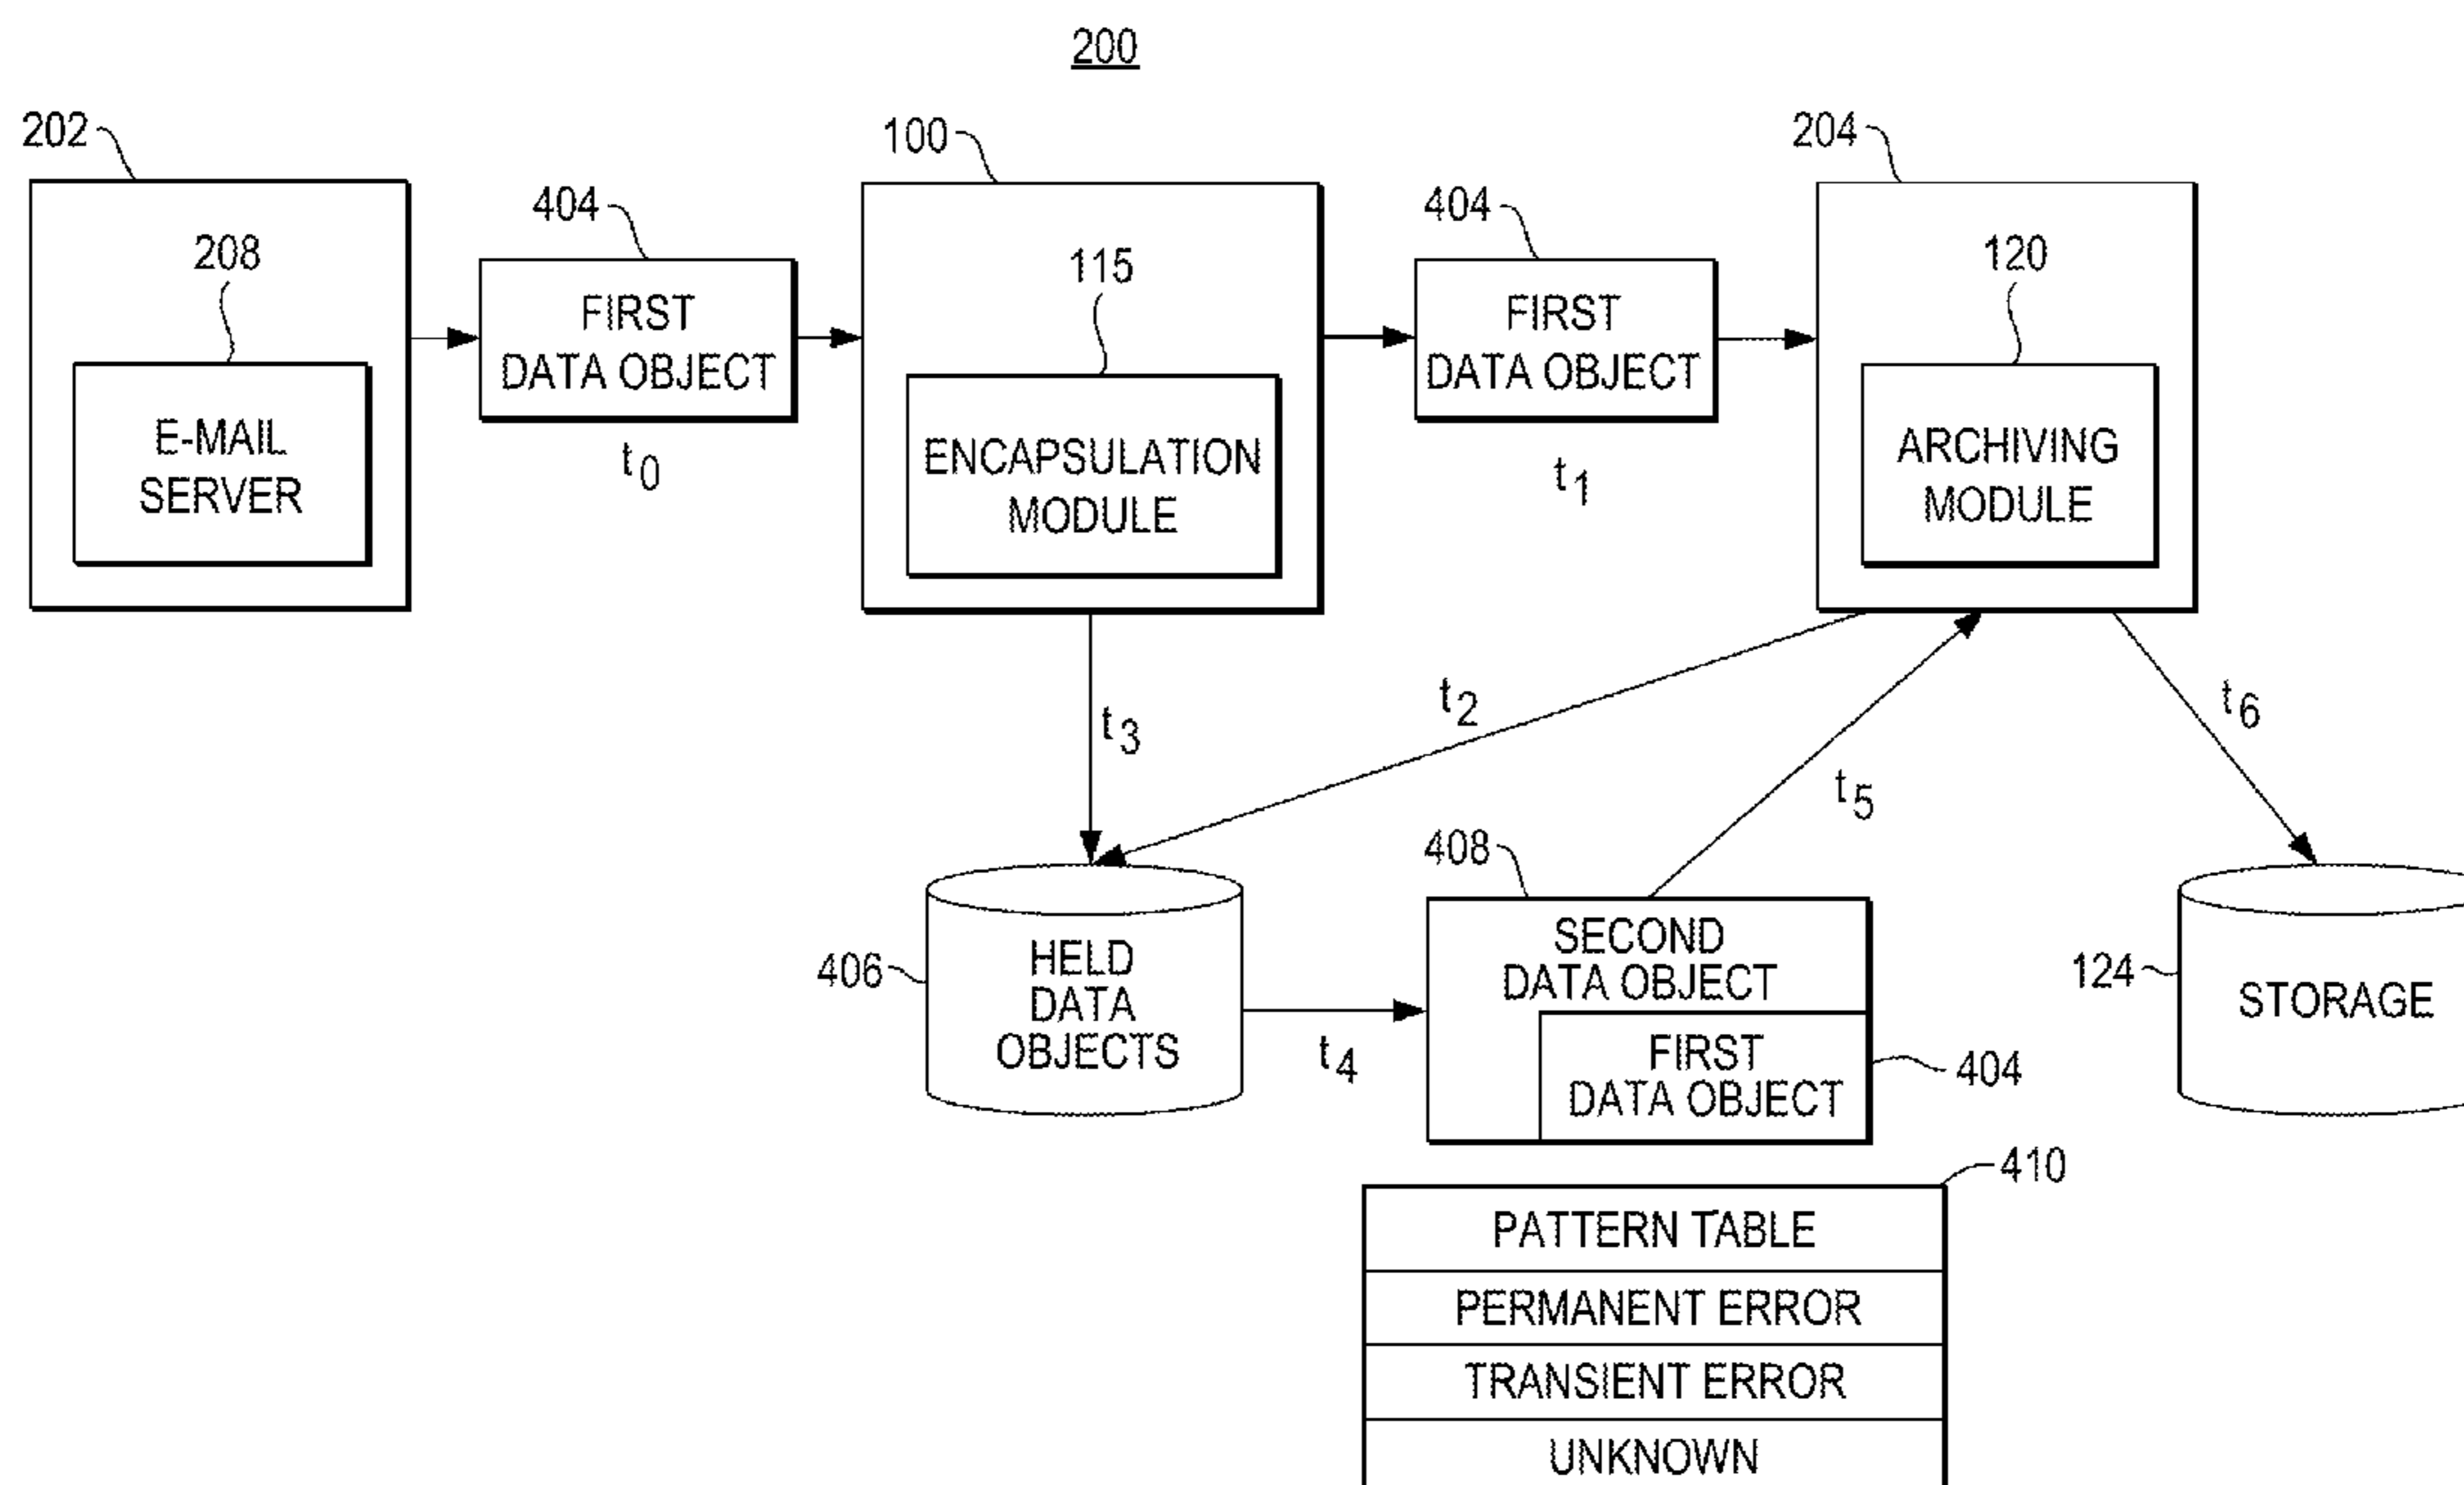 200
202
100
204
404
404
208
115
120
FIRST
DATA OBJECT
FIRST
DATA OBJECT
E-MAIL
SERVER
t0
ENCAPSULATION
MODULE
t1
ARCHIVING
MODULE
t3
t2
t5
t6
408
406
HELD
DATA
OBJECTS
t4
SECOND
DATA OBJECT
FIRST
DATA OBJECT
404
124
STORAGE
410
PATTERN TABLE
PERMANENT ERROR
TRANSIENT ERROR
UNKNOWN